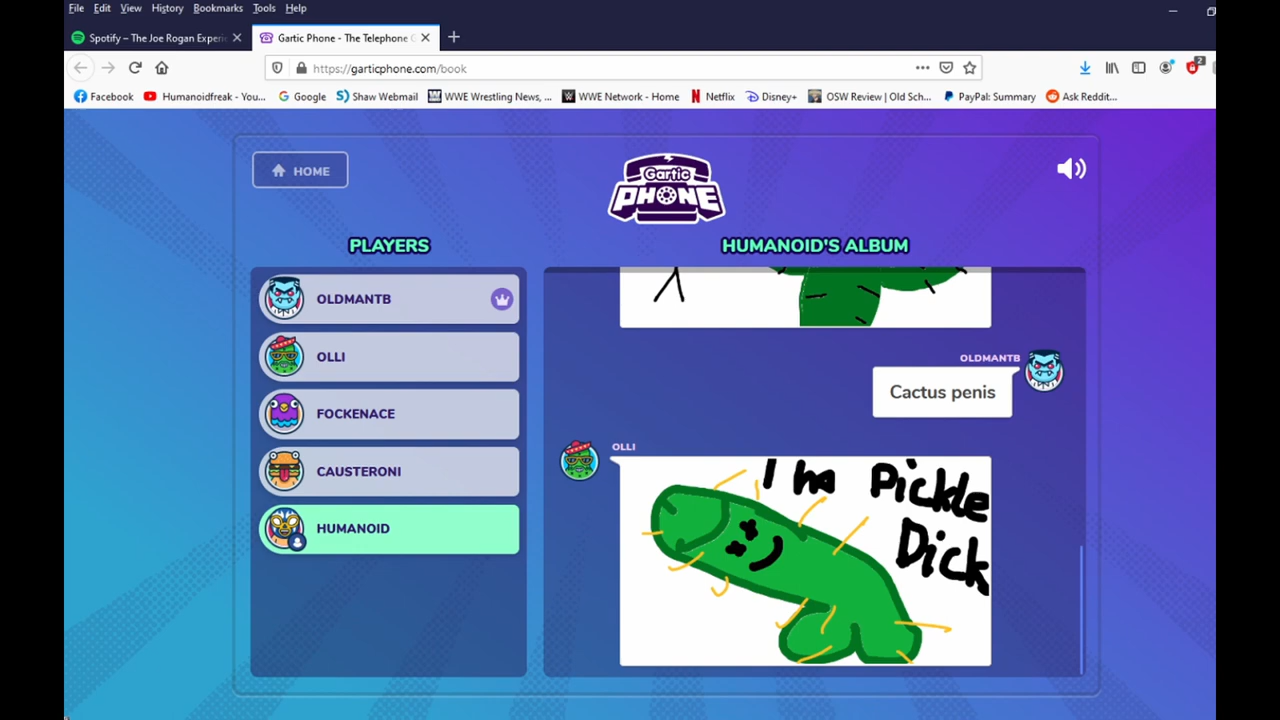 File Edit View History Bookmarks Tools Help
Spotify – The Joe Rogan Experi
Gartic Phone - The Telephone G
https://garticphone.com/book
Facebook Humanoidfreak - You... Google Shaw Webmail WWE Wrestling News, ... WWE Network - Home Netflix Disney+ OSW Review | Old Sch... PayPal: Summary Ask Reddit...
2
HOME
Gartic
PHONE
PLAYERS
HUMANOID'S ALBUM
OLDMANTB
OLLI
FOCKENACE
CAUSTERONI
HUMANOID
OLDMANTB
Cactus penis
OLLI
Pickle
Dick